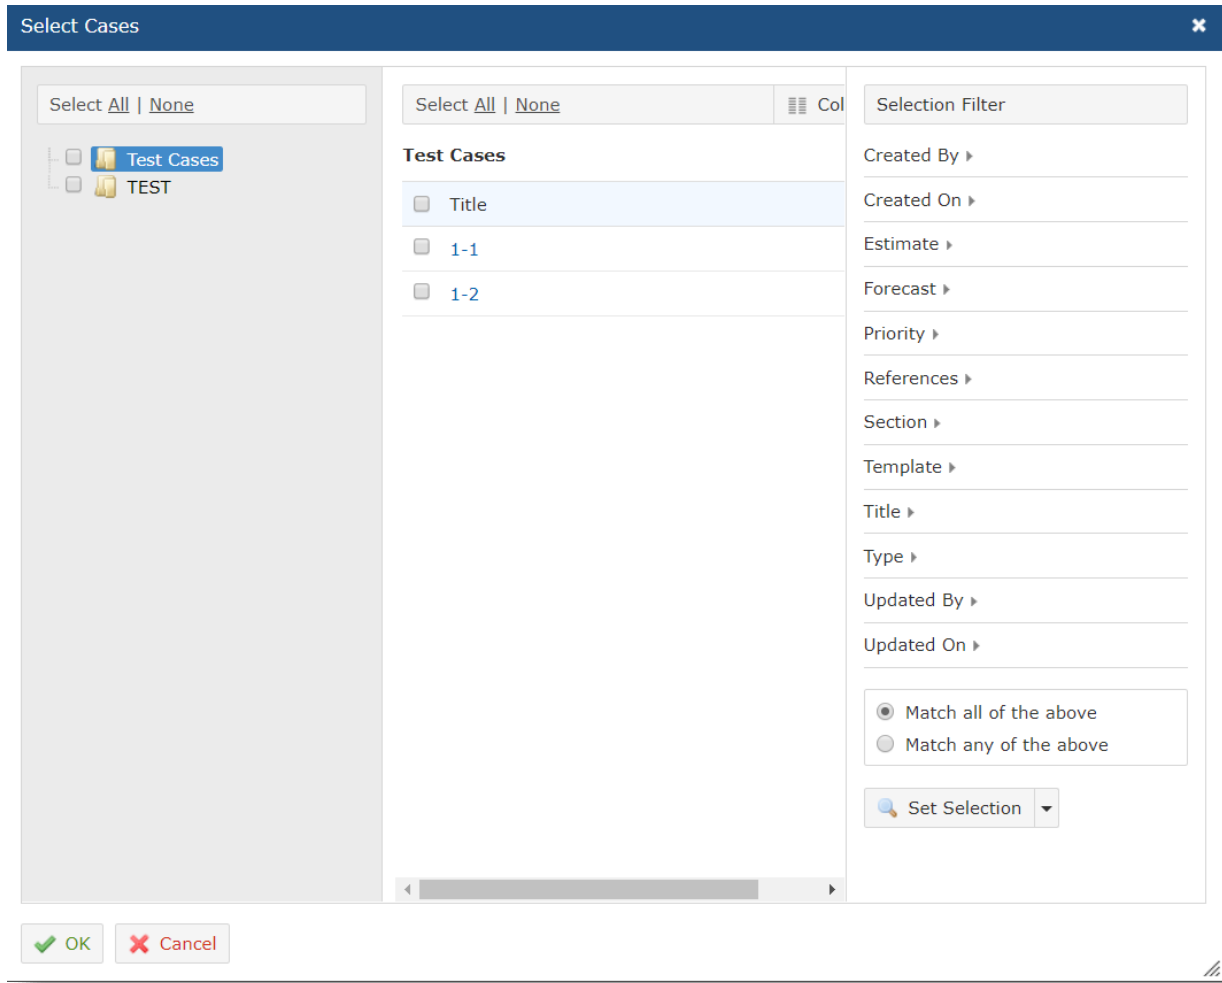 Select Cases
Select All | None
Test Cases
TEST
Select All | None
Col
Test Cases
Title
1-1
1-2
Selection Filter
Created By
Created On
Estimate
Forecast
Priority
References
Section
Template
Title
Type
Updated By
Updated On
Match all of the above
Match any of the above
Set Selection
OK
Cancel